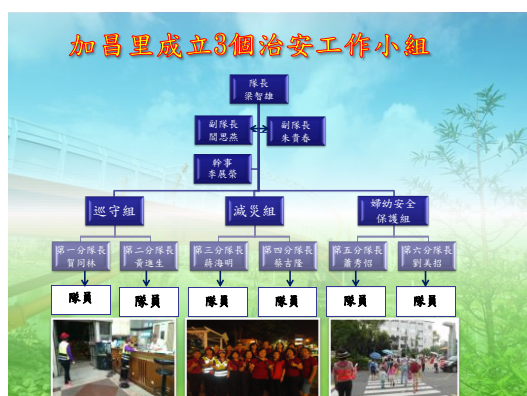 加昌里成立3個治安工作小組
隊長
梁智雄
副隊長
閻思燕
副隊長
朱貴春
幹事
李展榮
巡守組
減災組
婦幼安全
保護組
第一分隊長
賀同林
第二分隊長
黃進生
第三分隊長
蔣海明
第四分隊長
蔡吉隆
第五分隊長
蕭秀佋
第六分隊長
劉美招
隊員
隊員
隊員
隊員
隊員
隊員